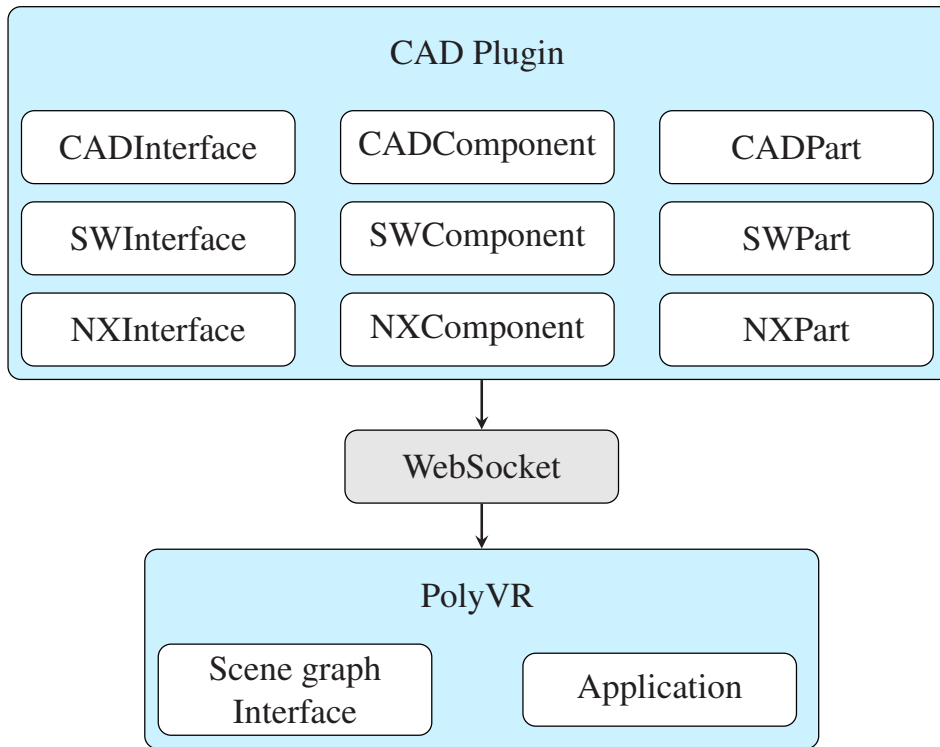 CAD Plugin
CADInterface
CADComponent
CADPart
SWInterface
SWComponent
SWPart
NXInterface
NXComponent
NXPart
WebSocket
PolyVR
Scene graph
Interface
Application